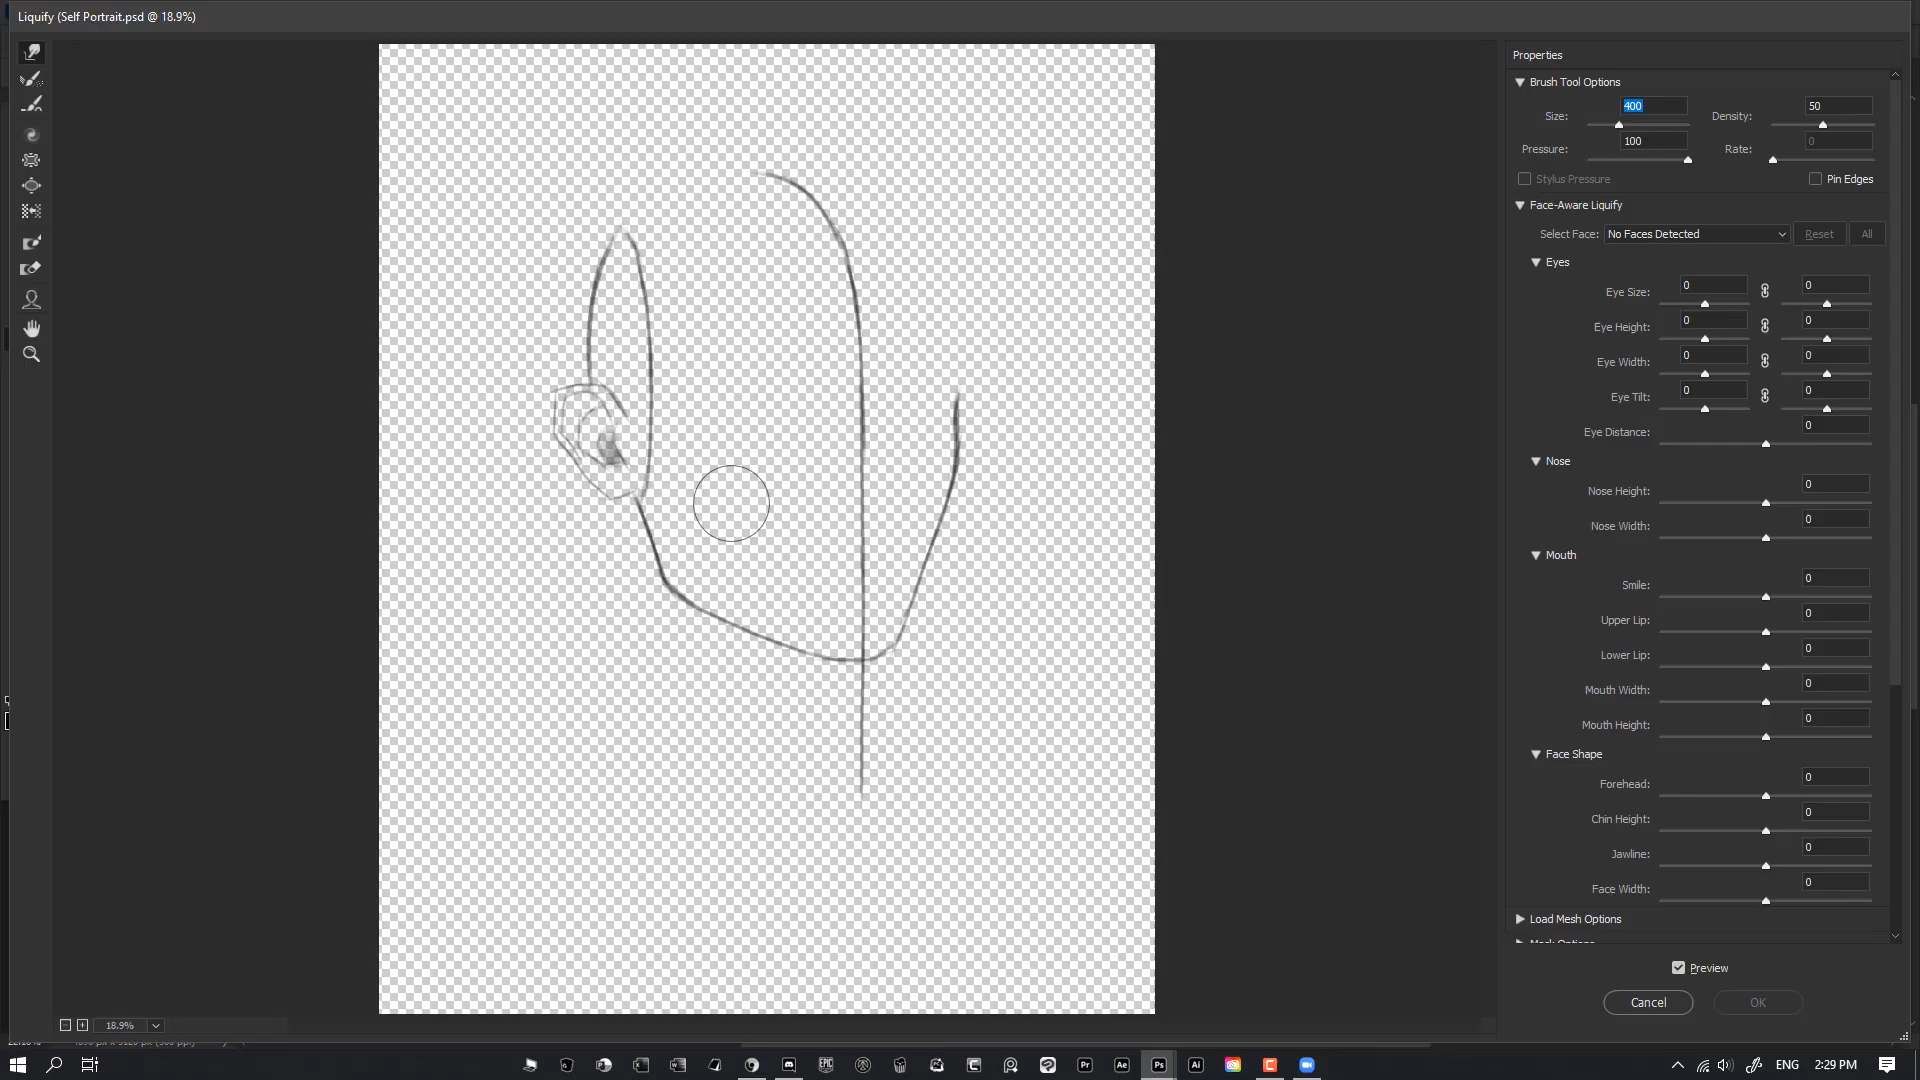 Liquify (Self Portrait.psd @ 18.9%)
Properties
Brush Tool Options
Size: 400 Density: 50
Pressure: 100 Rate: 0
Stylus Pressure Pin Edges
Face-Aware Liquify
Select Face: No Faces Detected Reset All
Eyes
Eye Size: 0 0
Eye Height: 0 0
Eye Width: 0 0
Eye Tilt: 0 0
Eye Distance: 0
Nose
Nose Height: 0
Nose Width: 0
Mouth
Smile: 0
Upper Lip: 0
Lower Lip: 0
Mouth Width: 0
Mouth Height: 0
Face Shape
Forehead: 0
Chin Height: 0
Jawline: 0
Face Width: 0
Load Mesh Options
Mask Options
Preview
Cancel OK
18.9%
EPIC Pr Ae Ps Ai
ENG 2:29 PM